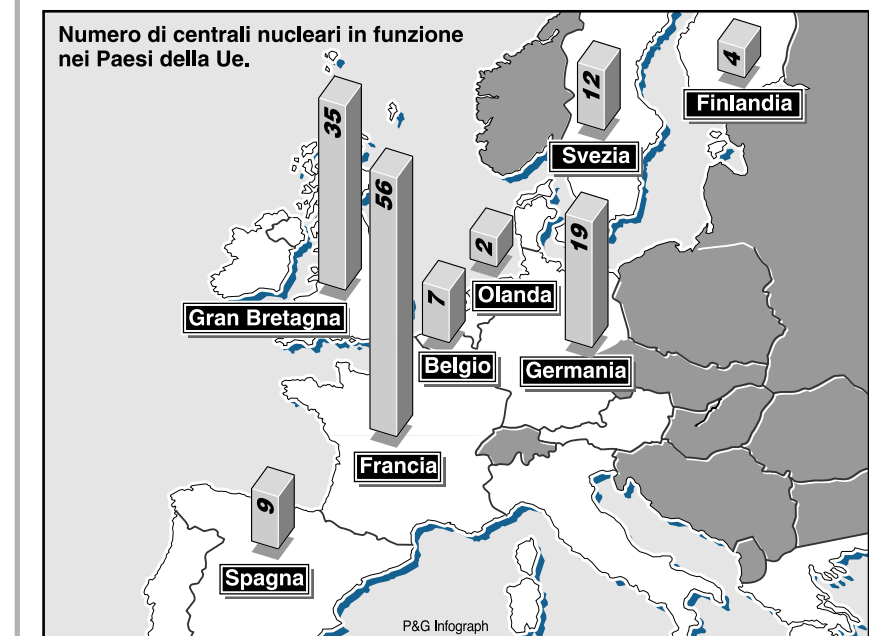 Numero di centrali nucleari in funzione
nei Paesi della Ue.
35
Gran Bretagna
56
Francia
12
Svezia
4
Finlandia
2
Olanda
7
Belgio
19
Germania
9
Spagna
P&G Infograph